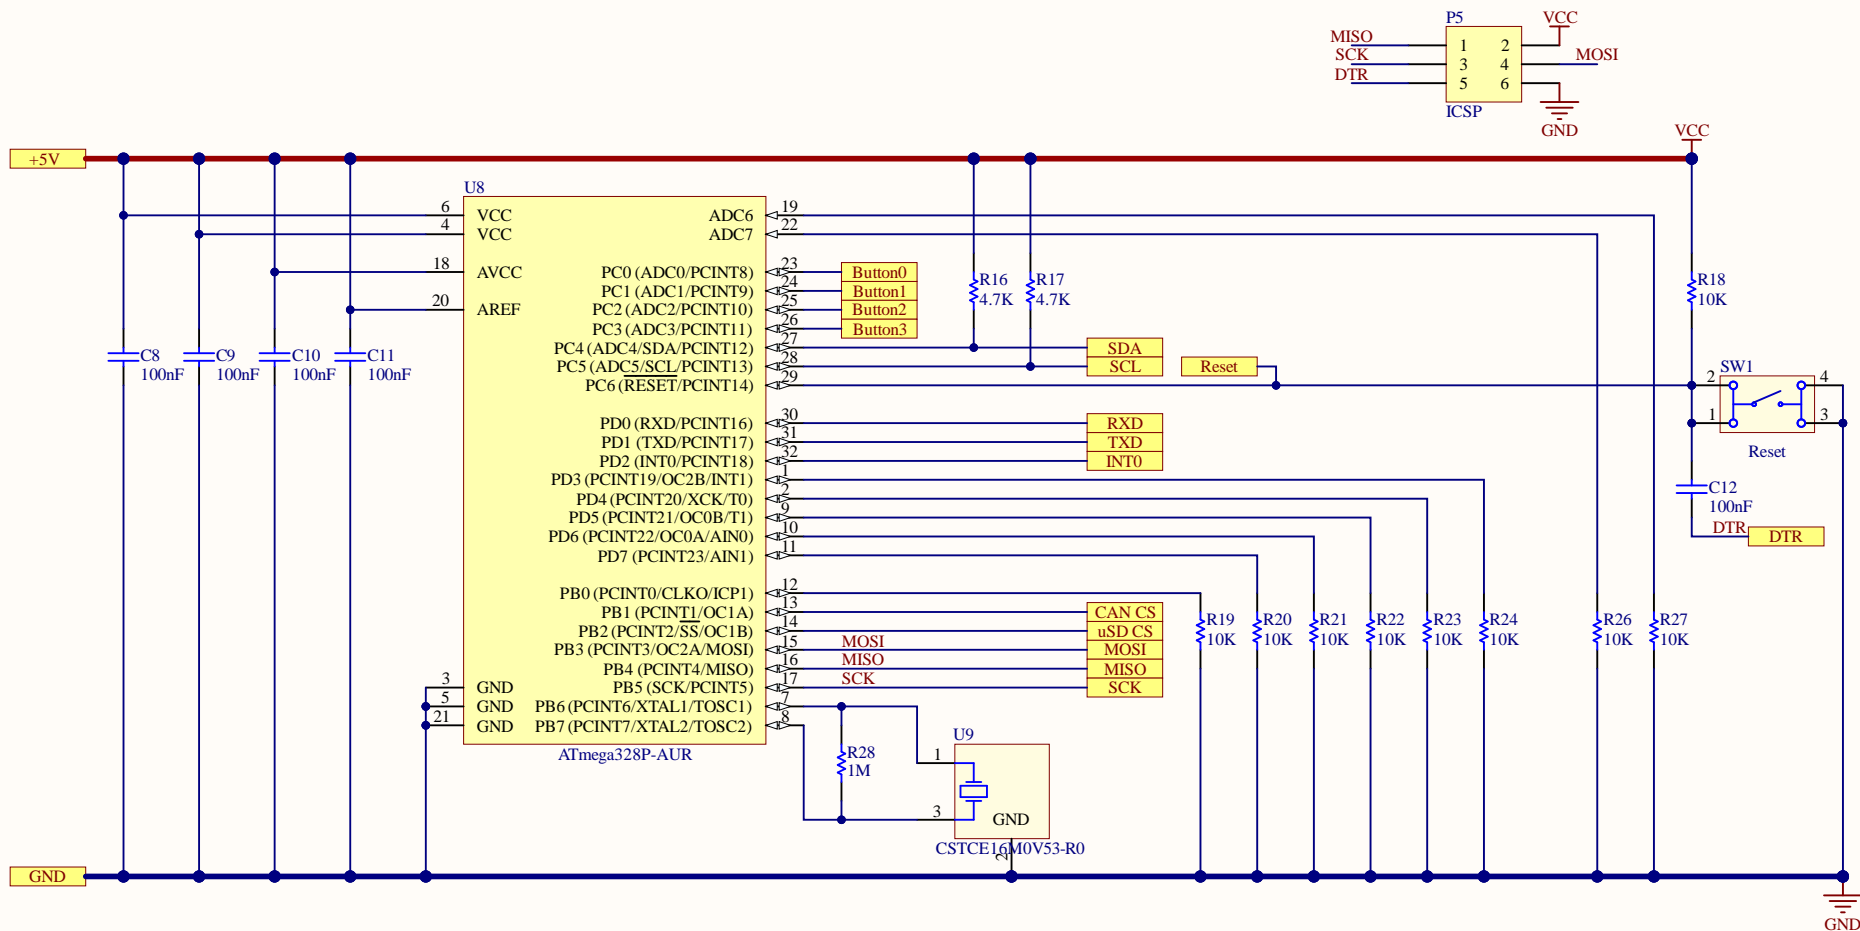 P5
VCC
MISO 1 2
SCK 3 4 MOSI
DTR 5 6
ICSP
GND
VCC
+5V
U8
6 VCC ADC6 19
4 VCC ADC7 22
18 AVCC PC0 (ADC0/PCINT8) 23 Button0
PC1 (ADC1/PCINT9) 24 Button1
20 AREF PC2 (ADC2/PCINT10) 25 Button2
PC3 (ADC3/PCINT11) 26 Button3
PC4 (ADC4/SDA/PCINT12) 27 SDA
PC5 (ADC5/SCL/PCINT13) 28 SCL
PC6 (RESET/PCINT14) 29 Reset
R16
4.7K
R17
4.7K
R18
10K
C8
100nF
C9
100nF
C10
100nF
C11
100nF
SW1
2 4
1 3
Reset
PD0 (RXD/PCINT16) 30 RXD
PD1 (TXD/PCINT17) 31 TXD
PD2 (INT0/PCINT18) 32 INT0
PD3 (PCINT19/OC2B/INT1) 1
PD4 (PCINT20/XCK/T0) 2
PD5 (PCINT21/OC0B/T1) 9
PD6 (PCINT22/OC0A/AIN0) 10
PD7 (PCINT23/AIN1) 11
C12
100nF
DTR DTR
PB0 (PCINT0/CLKO/ICP1) 12
PB1 (PCINT1/OC1A) 13 CAN CS
PB2 (PCINT2/SS/OC1B) 14 uSD CS
PB3 (PCINT3/OC2A/MOSI) 15 MOSI MOSI
PB4 (PCINT4/MISO) 16 MISO MISO
3 GND PB5 (SCK/PCINT5) 17 SCK SCK
5 GND PB6 (PCINT6/XTAL1/TOSC1) 7
21 GND PB7 (PCINT7/XTAL2/TOSC2) 8
ATmega328P-AUR
R19
10K
R20
10K
R21
10K
R22
10K
R23
10K
R24
10K
R26
10K
R27
10K
R28
1M
U9
1
3 GND
CSTCE16M0V53-R0
2
GND
GND